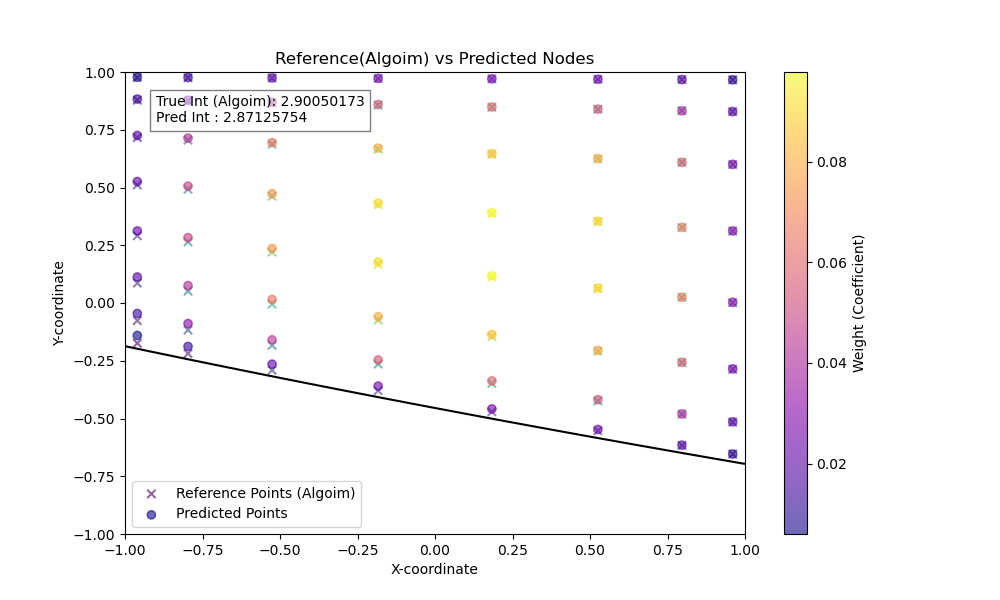 Reference(Algoim) vs Predicted Nodes
True Int (Algoim): 2.90050173
Pred Int : 2.87125754
1.00
0.75
0.50
0.25
0.00
−0.25
−0.50
−0.75
−1.00
Y-coordinate
Reference Points (Algoim)
Predicted Points
−1.00 −0.75 −0.50 −0.25 0.00 0.25 0.50 0.75 1.00
X-coordinate
0.08
0.06
0.04
0.02
Weight (Coefficient)